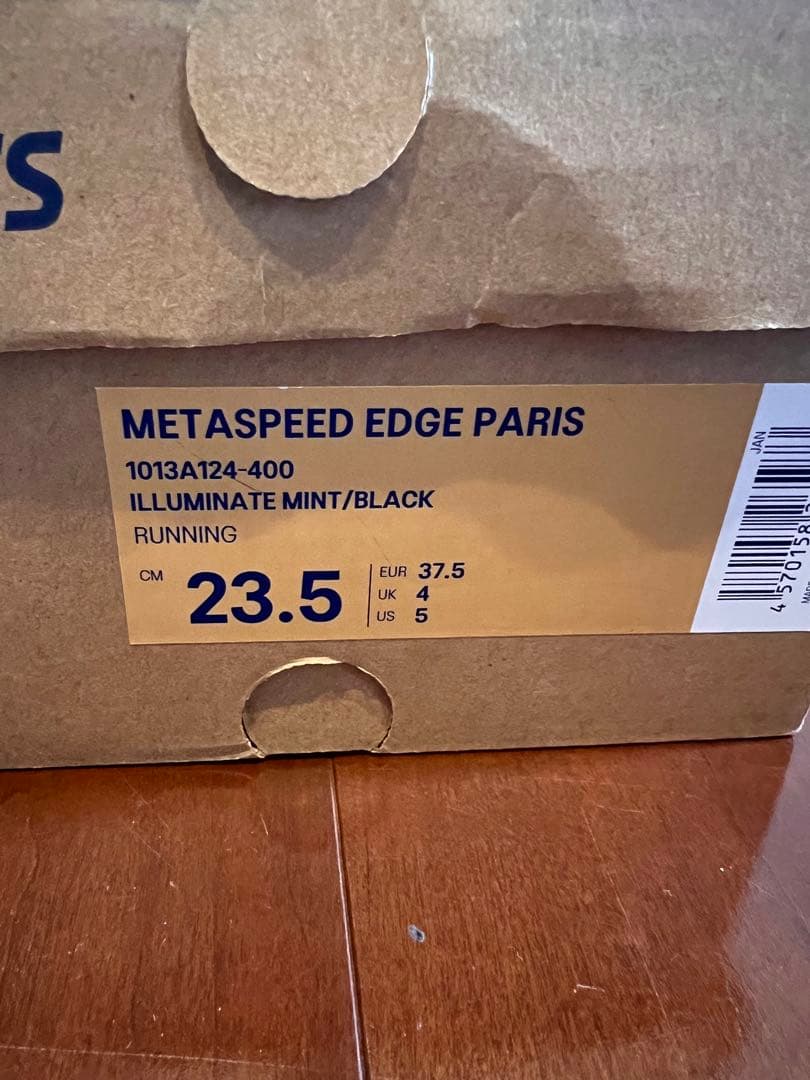 METASPEED EDGE PARIS
1013A124-400
ILLUMINATE MINT/BLACK
RUNNING
CM 23.5
EUR 37.5
UK 4
US 5
JAN